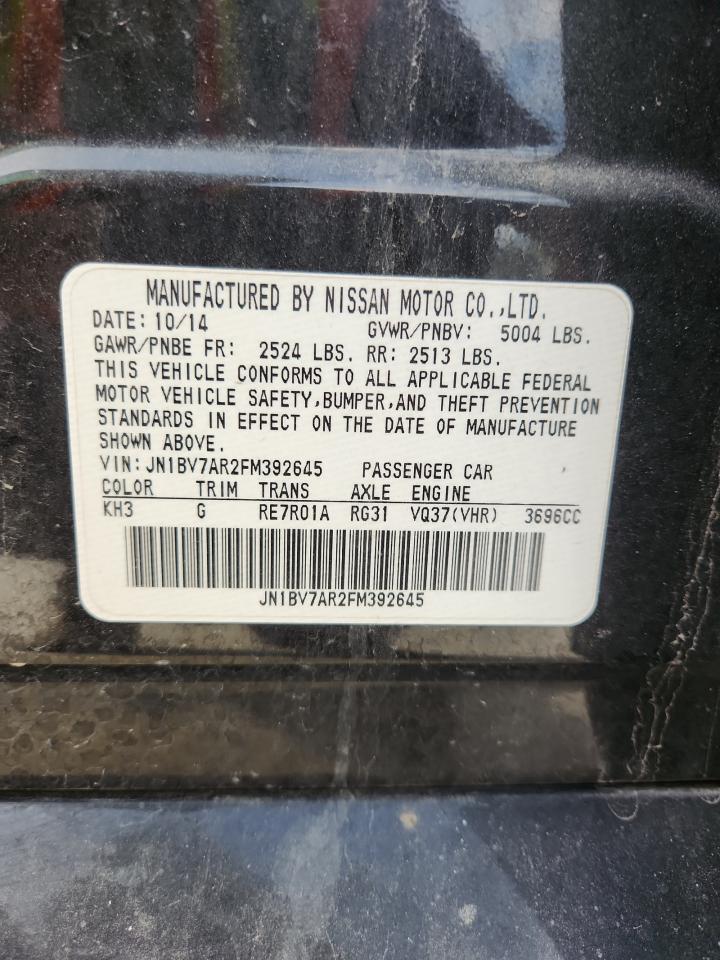 MANUFACTURED BY NISSAN MOTOR CO.,LTD.
DATE: 10/14 GVWR/PNBV: 5004 LBS.
GAWR/PNBE FR: 2524 LBS. RR: 2513 LBS.
THIS VEHICLE CONFORMS TO ALL APPLICABLE FEDERAL
MOTOR VEHICLE SAFETY,BUMPER,AND THEFT PREVENTION
STANDARDS IN EFFECT ON THE DATE OF MANUFACTURE
SHOWN ABOVE.
VIN: JN1BV7AR2FM392645 PASSENGER CAR
COLOR TRIM TRANS AXLE ENGINE
KH3 G RE7R01A RG31 VQ37(VHR) 3696CC
JN1BV7AR2FM392645